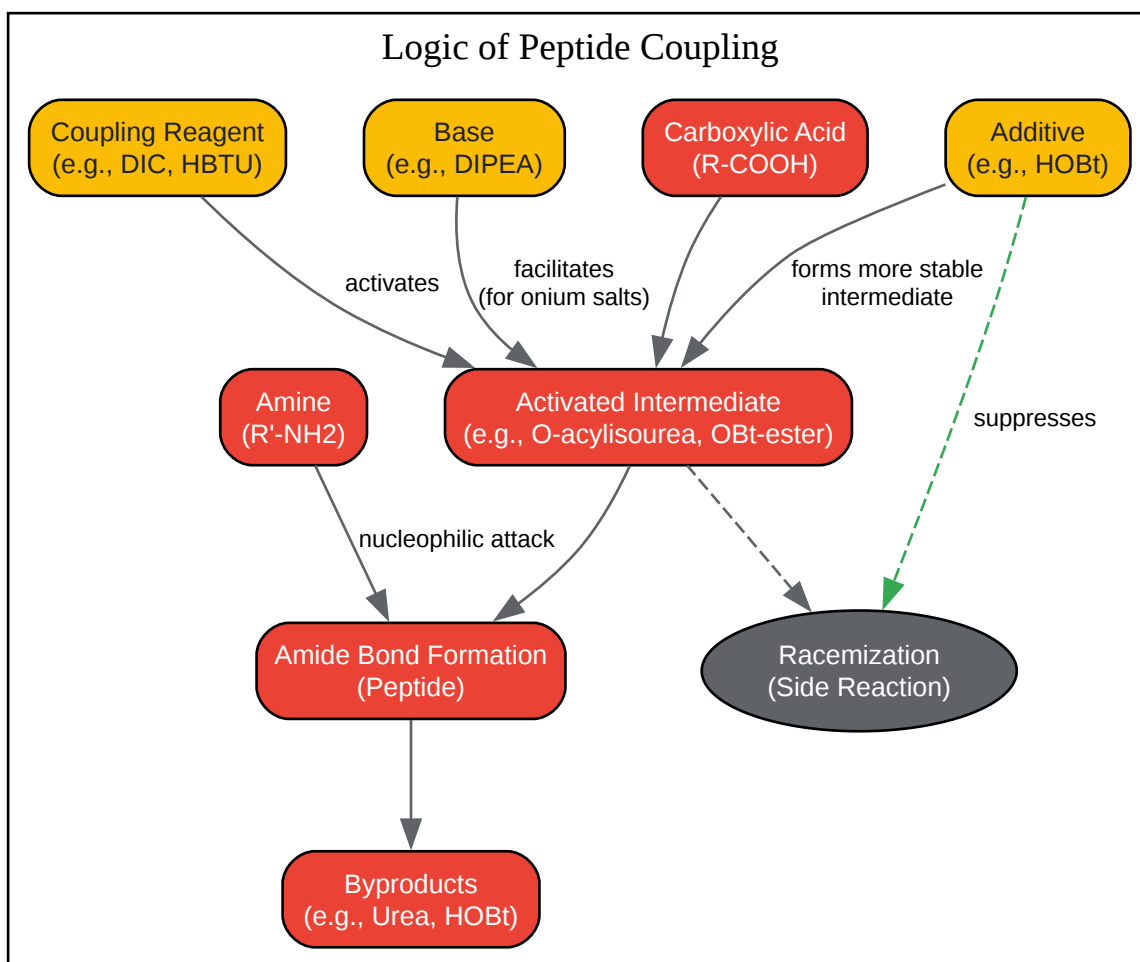 Logic of Peptide Coupling
Coupling Reagent
(e.g., DIC, HBTU)
Base
(e.g., DIPEA)
Carboxylic Acid
(R-COOH)
Additive
(e.g., HOBt)
activates
facilitates
(for onium salts)
forms more stable
intermediate
Amine
(R'-NH2)
Activated Intermediate
(e.g., O-acylisourea, OBt-ester)
suppresses
nucleophilic attack
Amide Bond Formation
(Peptide)
Racemization
(Side Reaction)
Byproducts
(e.g., Urea, HOBt)